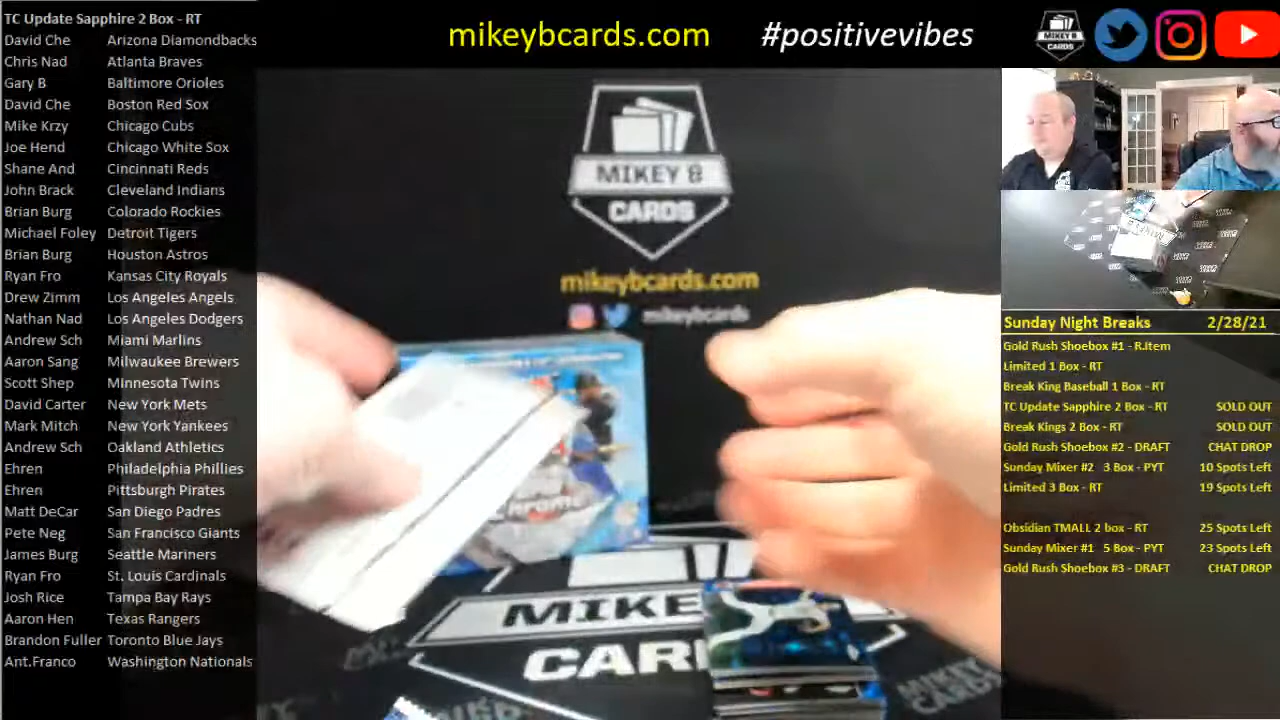 TC Update Sapphire 2 Box - RT
David Che Arizona Diamondbacks
Chris Nad Atlanta Braves
Gary B Baltimore Orioles
David Che Boston Red Sox
Mike Krzy Chicago Cubs
Joe Hend Chicago White Sox
Shane And Cincinnati Reds
John Brack Cleveland Indians
Brian Burg Colorado Rockies
Michael Foley Detroit Tigers
Brian Burg Houston Astros
Ryan Fro Kansas City Royals
Drew Zimm Los Angeles Angels
Nathan Nad Los Angeles Dodgers
Andrew Sch Miami Marlins
Aaron Sang Milwaukee Brewers
Scott Shep Minnesota Twins
David Carter New York Mets
Mark Mitch New York Yankees
Andrew Sch Oakland Athletics
Ehren Philadelphia Phillies
Ehren Pittsburgh Pirates
Matt DeCar San Diego Padres
Pete Neg San Francisco Giants
James Burg Seattle Mariners
Ryan Fro St. Louis Cardinals
Josh Rice Tampa Bay Rays
Aaron Hen Texas Rangers
Brandon Fuller Toronto Blue Jays
Ant.Franco Washington Nationals
mikeybcards.com #positivevibes
MIKEY B
CARDS
MIKEY B
CARDS
mikeybcards.com
mikeybcards
Chrome
MIKE
CAR
MIKEY
CARDS
Sunday Night Breaks 2/28/21
Gold Rush Shoebox #1 - R.Item
Limited 1 Box - RT
Break King Baseball 1 Box - RT
TC Update Sapphire 2 Box - RT SOLD OUT
Break Kings 2 Box - RT SOLD OUT
Gold Rush Shoebox #2 - DRAFT CHAT DROP
Sunday Mixer #2 3 Box - PYT 10 Spots Left
Limited 3 Box - RT 19 Spots Left
Obsidian TMALL 2 box - RT 25 Spots Left
Sunday Mixer #1 5 Box - PYT 23 Spots Left
Gold Rush Shoebox #3 - DRAFT CHAT DROP